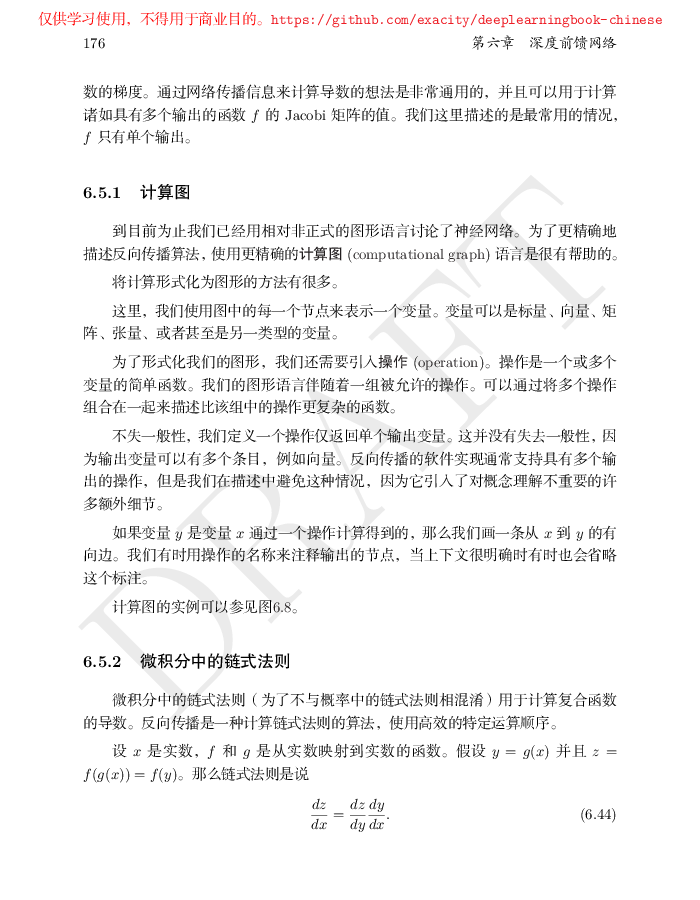 仅供学习使用，不得用于商业目的。https://github.com/exacity/deeplearningbook-chinese
176 第六章 深度前馈网络
数的梯度。通过网络传播信息来计算导数的想法是非常通用的，并且可以用于计算
诸如具有多个输出的函数 f 的 Jacobi 矩阵的值。我们这里描述的是最常用的情况，
f 只有单个输出。
6.5.1 计算图
到目前为止我们已经用相对非正式的图形语言讨论了神经网络。为了更精确地
描述反向传播算法，使用更精确的计算图 (computational graph) 语言是很有帮助的。
将计算形式化为图形的方法有很多。
这里，我们使用图中的每一个节点来表示一个变量。变量可以是标量、向量、矩
阵、张量、或者甚至是另一类型的变量。
为了形式化我们的图形，我们还需要引入操作 (operation)。操作是一个或多个
变量的简单函数。我们的图形语言伴随着一组被允许的操作。可以通过将多个操作
组合在一起来描述比该组中的操作更复杂的函数。
不失一般性，我们定义一个操作仅返回单个输出变量。这并没有失去一般性，因
为输出变量可以有多个条目，例如向量。反向传播的软件实现通常支持具有多个输
出的操作，但是我们在描述中避免这种情况，因为它引入了对概念理解不重要的许
多额外细节。
如果变量 y 是变量 x 通过一个操作计算得到的，那么我们画一条从 x 到 y 的有
向边。我们有时用操作的名称来注释输出的节点，当上下文很明确时有时也会省略
这个标注。
计算图的实例可以参见图6.8。
6.5.2 微积分中的链式法则
微积分中的链式法则（为了不与概率中的链式法则相混淆）用于计算复合函数
的导数。反向传播是一种计算链式法则的算法，使用高效的特定运算顺序。
设 x 是实数，f 和 g 是从实数映射到实数的函数。假设 y = g(x) 并且 z =
f(g(x)) = f(y)。那么链式法则是说
dz/dx = dz/dy dy/dx. (6.44)
DRAFT